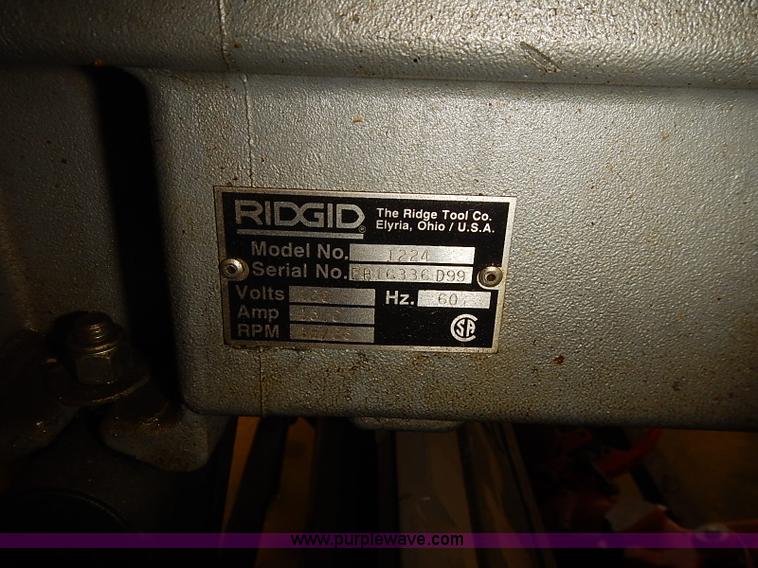 RIDGID
The Ridge Tool Co.
Elyria, Ohio / U.S.A.
Model No. 1224
Serial No. D99
Volts
Hz. 60
Amp
RPM
www.purplewave.com